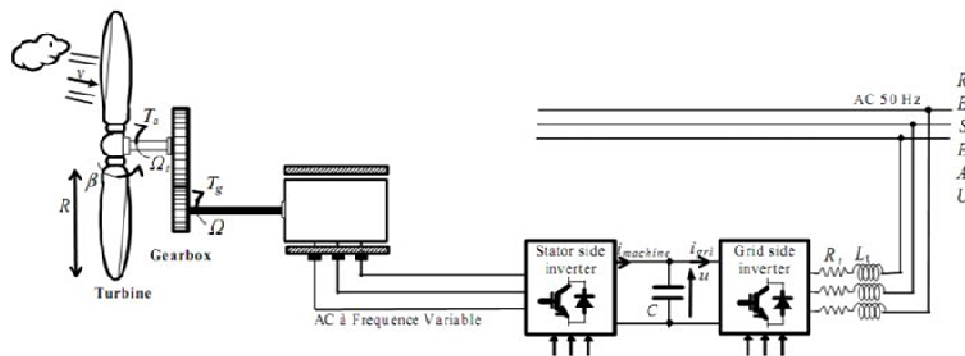 v
T_a
Ω_t
β
R
T_g
Ω
Gearbox
Turbine
AC à Frequence Variable
Stator side
inverter
i_machine
u
C
i_gri
Grid side
inverter
R_t
L_t
AC 50 Hz
R
E
S
E
A
U